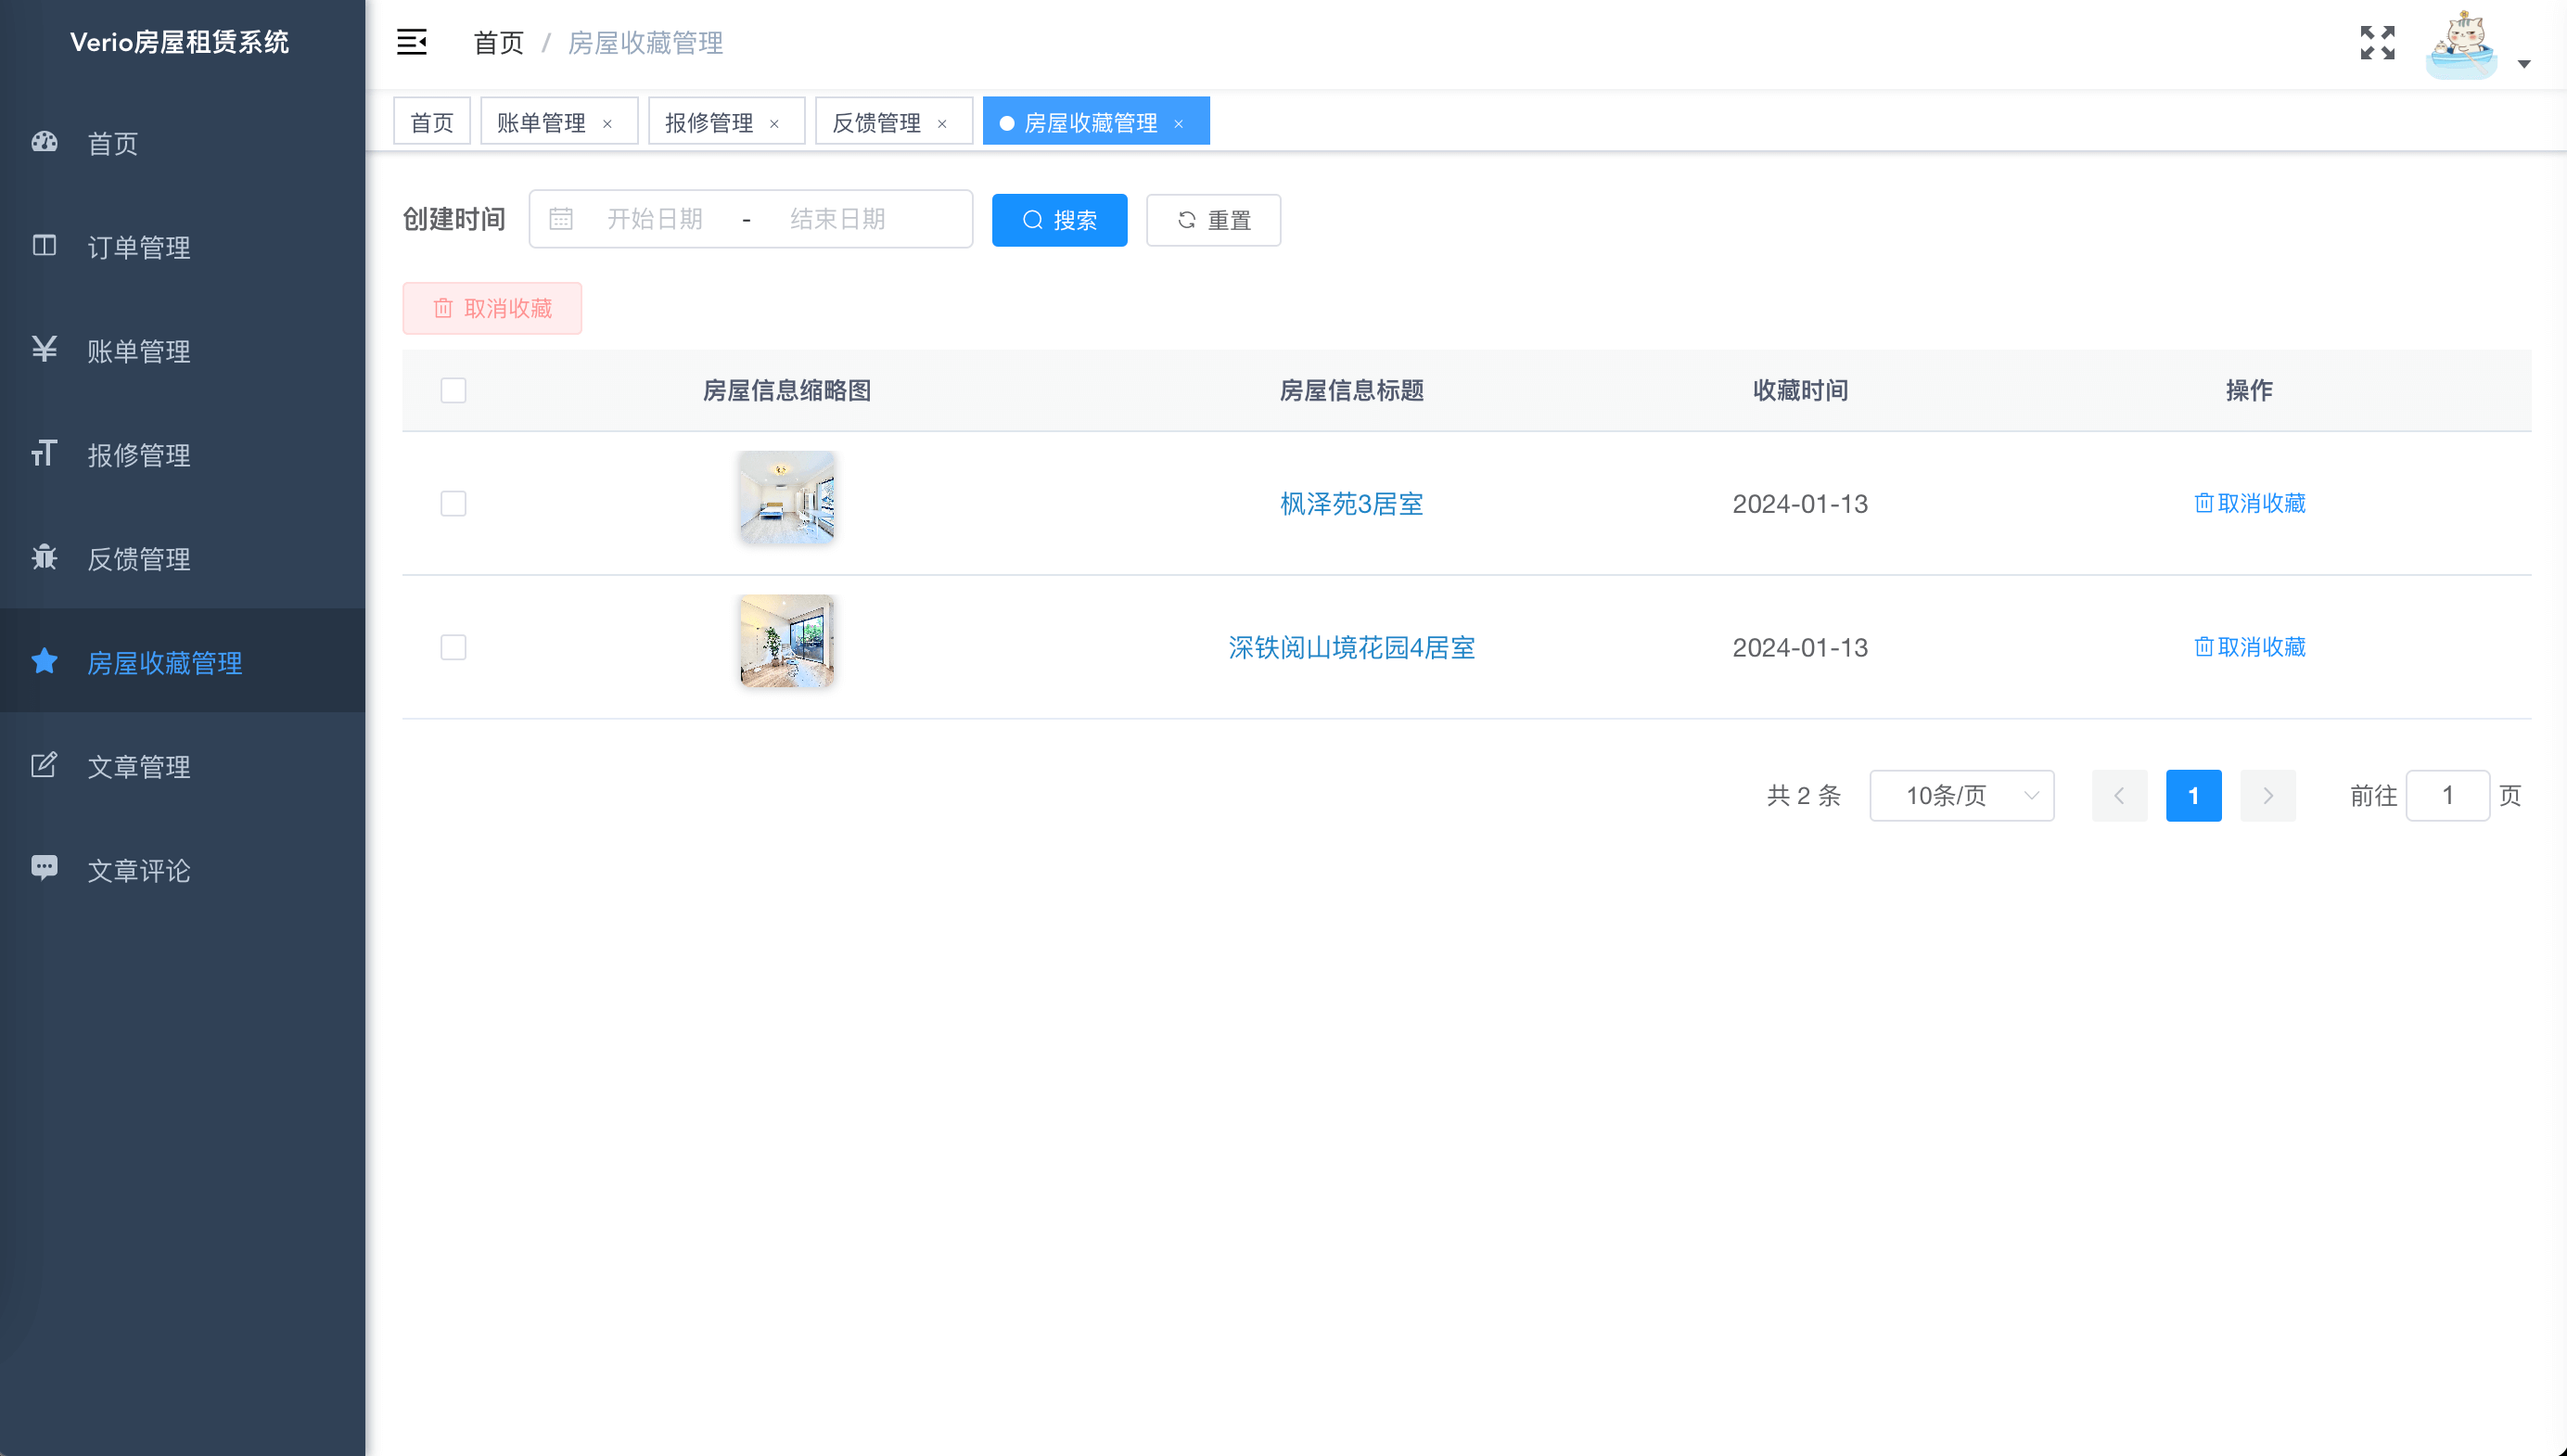 Verio房屋租赁系统
首页
订单管理
账单管理
报修管理
反馈管理
房屋收藏管理
文章管理
文章评论
首页 / 房屋收藏管理
首页 账单管理 × 报修管理 × 反馈管理 × 房屋收藏管理 ×
创建时间 开始日期 - 结束日期 搜索 重置
取消收藏
房屋信息缩略图 房屋信息标题 收藏时间 操作
枫泽苑3居室 2024-01-13 取消收藏
深铁阅山境花园4居室 2024-01-13 取消收藏
共 2 条 10条/页 1 前往 1 页